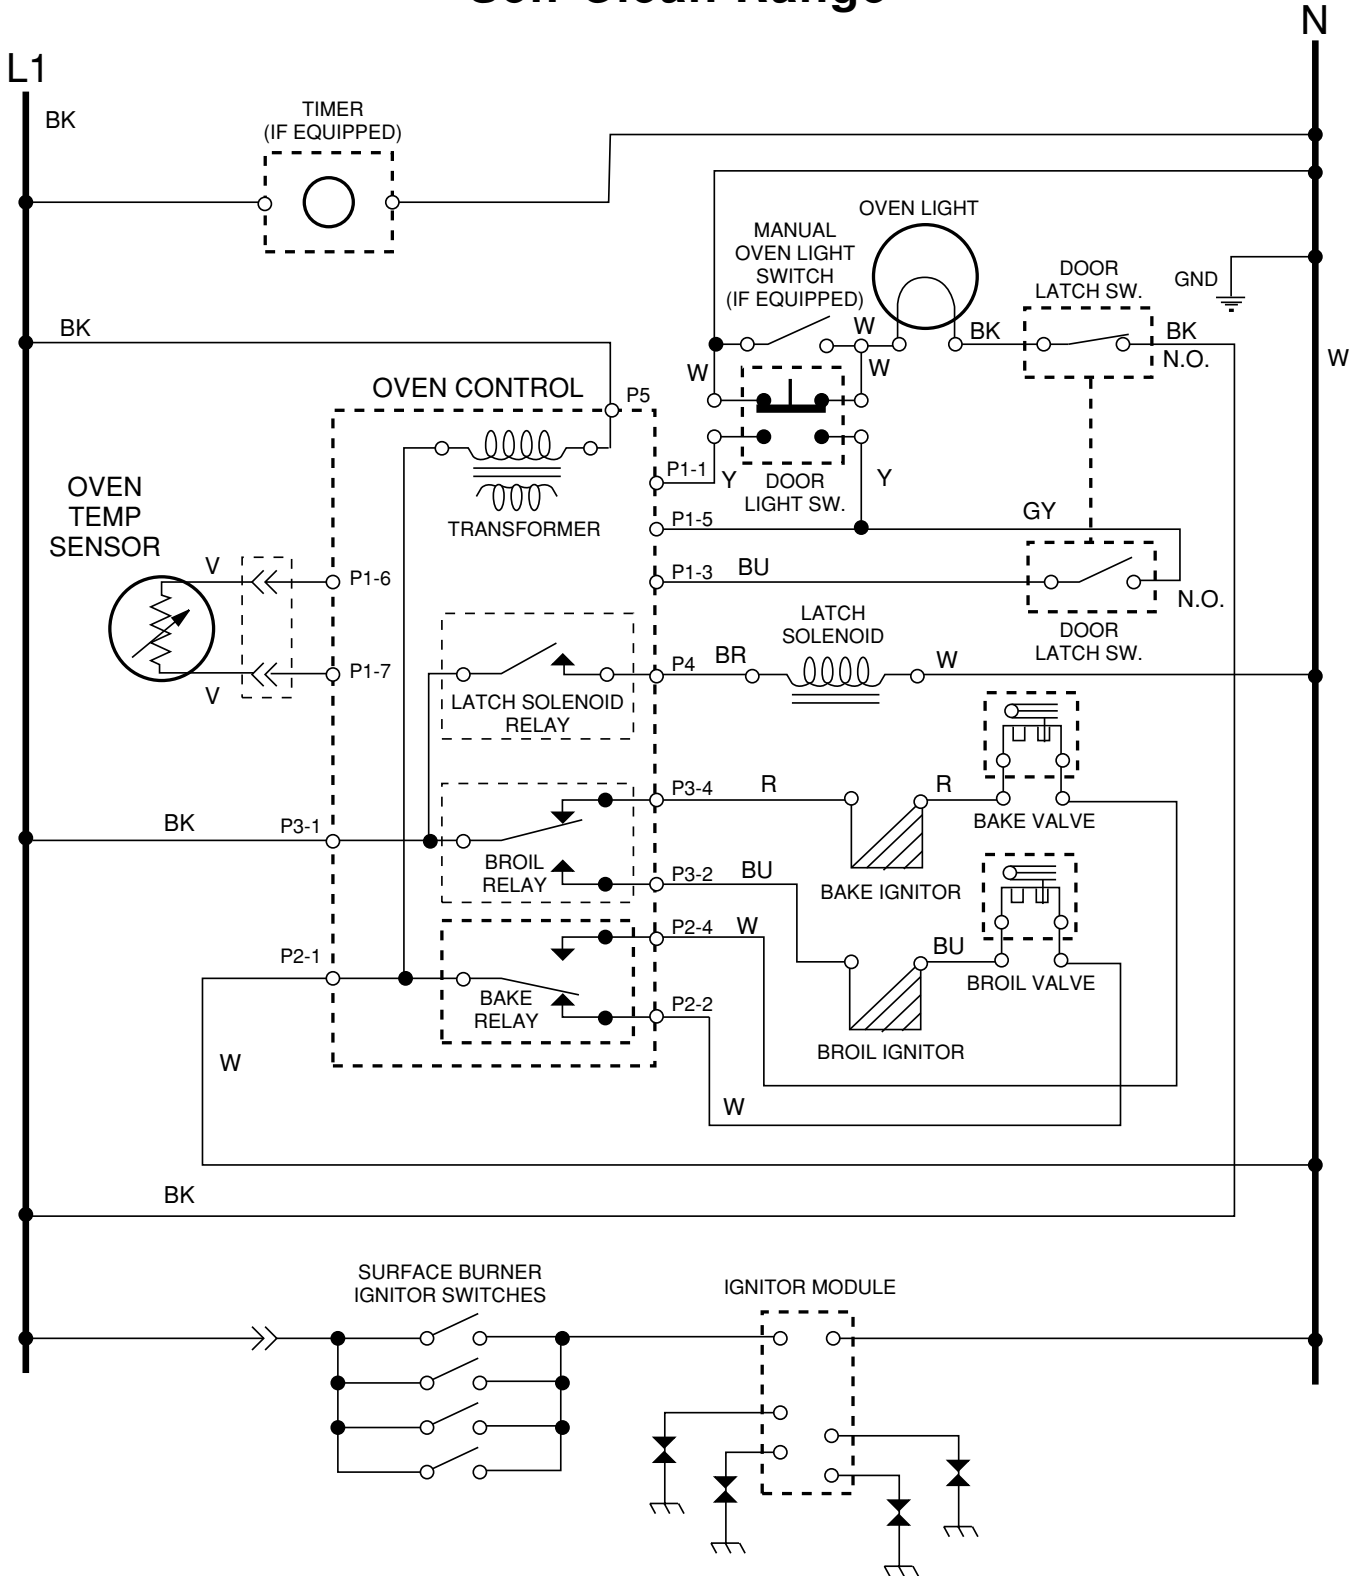 N
L1
BK
TIMER
(IF EQUIPPED)
OVEN LIGHT
MANUAL
OVEN LIGHT
SWITCH
(IF EQUIPPED)
DOOR
LATCH SW.
GND
BK
W
W
BK
BK
N.O.
W
W
OVEN CONTROL
P5
P1-1
Y
DOOR
LIGHT SW.
Y
OVEN
TEMP
SENSOR
TRANSFORMER
P1-5
GY
V
P1-6
P1-3
BU
N.O.
DOOR
LATCH SW.
LATCH
SOLENOID
P1-7
V
P4
BR
W
LATCH SOLENOID
RELAY
P3-4
R
R
BAKE VALVE
BK
P3-1
BROIL
RELAY
P3-2
BU
BAKE IGNITOR
P2-4
W
BU
BROIL VALVE
P2-1
BAKE
RELAY
P2-2
BROIL IGNITOR
W
W
BK
SURFACE BURNER
IGNITOR SWITCHES
IGNITOR MODULE